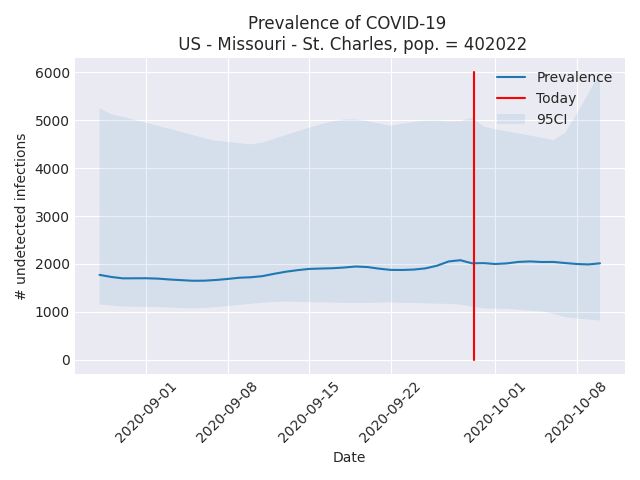 Prevalence of COVID-19
US - Missouri - St. Charles, pop. = 402022
# undetected infections
6000
5000
4000
3000
2000
1000
0
Prevalence
Today
95CI
2020-09-01
2020-09-08
2020-09-15
2020-09-22
2020-10-01
2020-10-08
Date